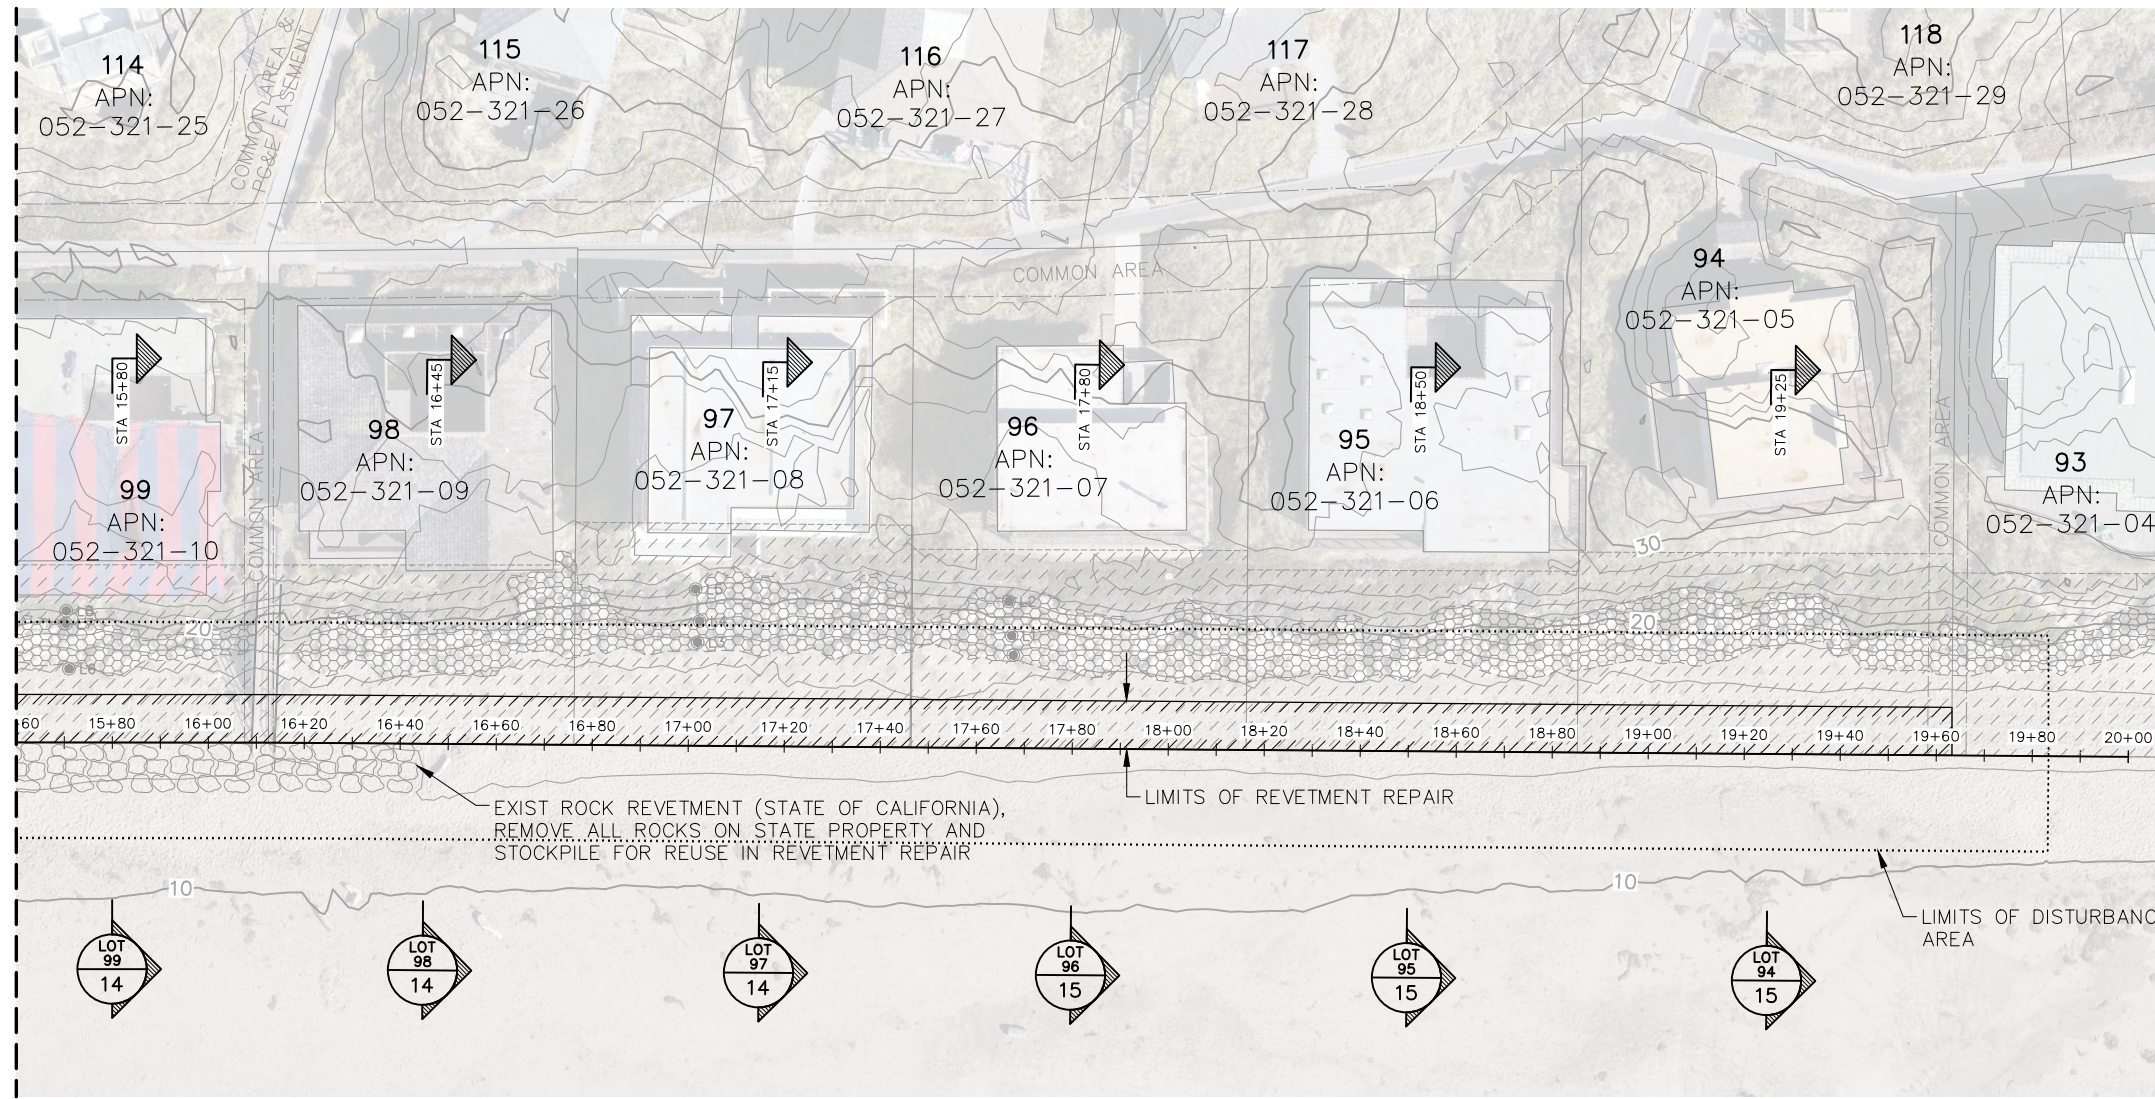 114
APN:
052-321-25
COMMON AREA &
PG&E EASEMENT
115
APN:
052-321-26
116
APN:
052-321-27
117
APN:
052-321-28
118
APN:
052-321-29
COMMON AREA
94
APN:
052-321-05
STA 15+80
STA 16+45
STA 17+15
STA 17+80
STA 18+50
STA 19+25
99
APN:
052-321-10
COMMON AREA
98
APN:
052-321-09
97
APN:
052-321-08
96
APN:
052-321-07
95
APN:
052-321-06
COMMON AREA
93
APN:
052-321-04
30
20
20
L6
60 15+80 16+00 16+20 16+40 16+60 16+80 17+00 17+20 17+40 17+60 17+80 18+00 18+20 18+40 18+60 18+80 19+00 19+20 19+40 19+60 19+80 20+00
EXIST ROCK REVETMENT (STATE OF CALIFORNIA),
REMOVE ALL ROCKS ON STATE PROPERTY AND
STOCKPILE FOR REUSE IN REVETMENT REPAIR
LIMITS OF REVETMENT REPAIR
10
10
LIMITS OF DISTURBANC
AREA
LOT
99
14
LOT
98
14
LOT
97
14
LOT
96
15
LOT
95
15
LOT
94
15